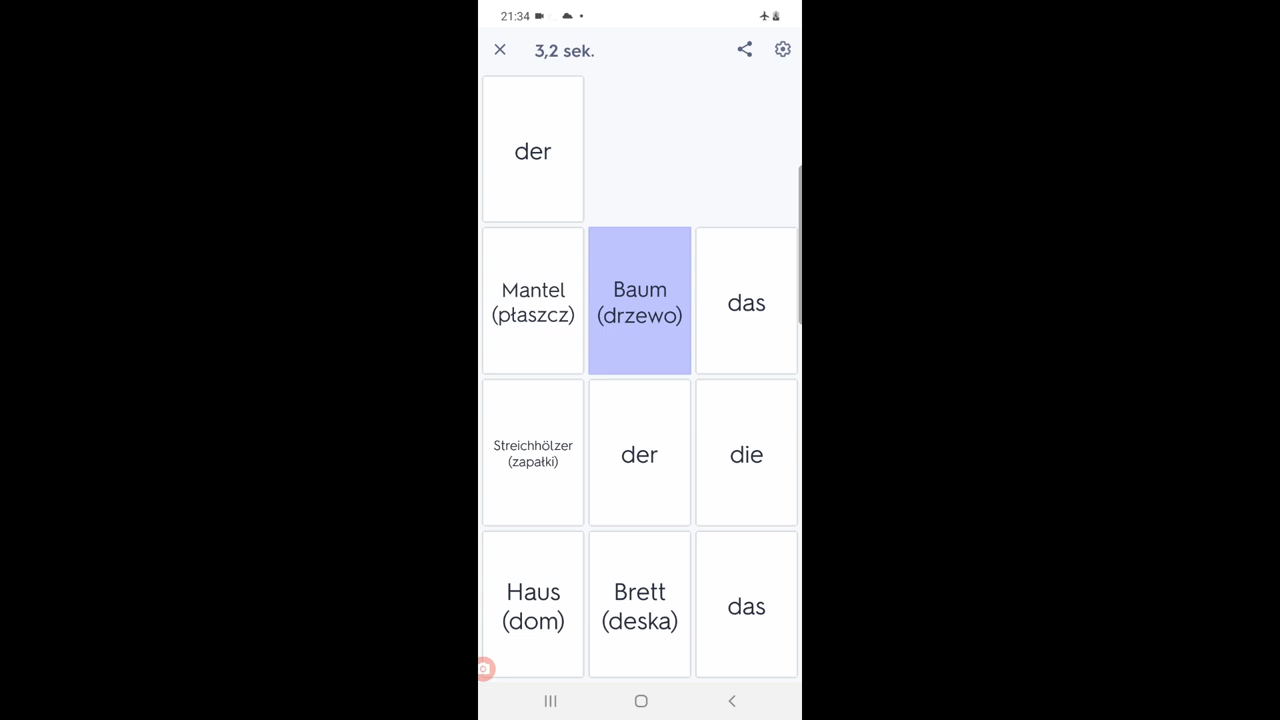 21:34
3,2 sek.
der
Mantel
(płaszcz)
Baum
(drzewo)
das
Streichhölzer
(zapałki)
der
die
Haus
(dom)
Brett
(deska)
das